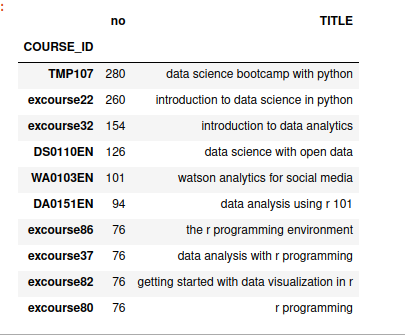 :
no TITLE
COURSE_ID
TMP107 280 data science bootcamp with python
excourse22 260 introduction to data science in python
excourse32 154 introduction to data analytics
DS0110EN 126 data science with open data
WA0103EN 101 watson analytics for social media
DA0151EN 94 data analysis using r 101
excourse86 76 the r programming environment
excourse37 76 data analysis with r programming
excourse82 76 getting started with data visualization in r
excourse80 76 r programming